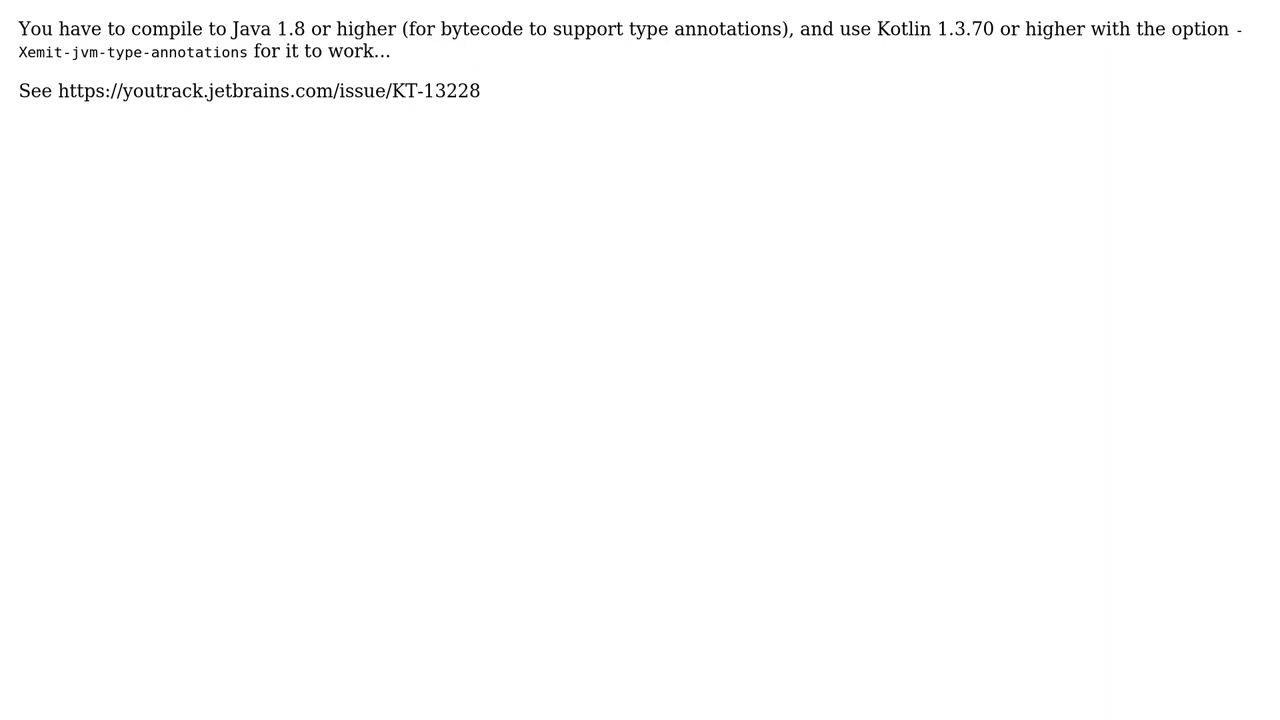 You have to compile to Java 1.8 or higher (for bytecode to support type annotations), and use Kotlin 1.3.70 or higher with the option -
Xemit-jvm-type-annotations for it to work...
See https://youtrack.jetbrains.com/issue/KT-13228